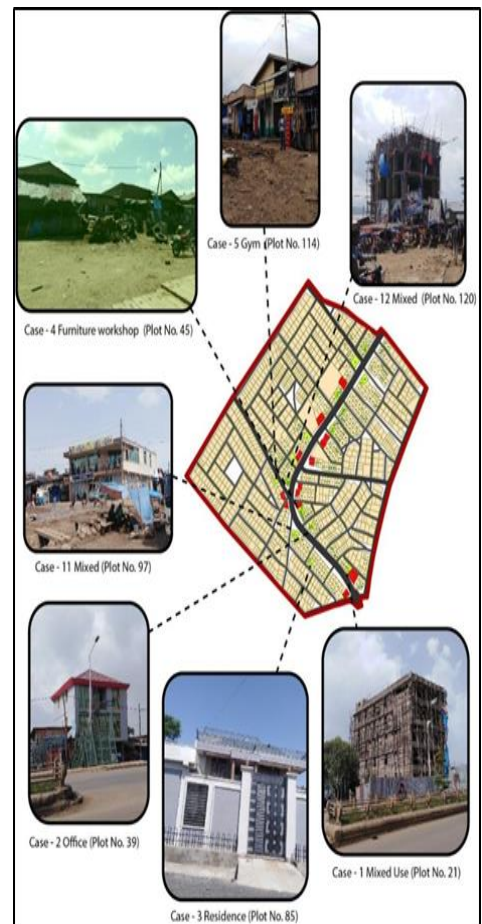 Case - 5 Gym (Plot No. 114)
Case - 12 Mixed (Plot No. 120)
Case - 4 Furniture workshop (Plot No. 45)
Case - 11 Mixed (Plot No. 97)
Case - 2 Office (Plot No. 39)
Case - 1 Mixed Use (Plot No. 21)
Case - 3 Residence (Plot No. 85)